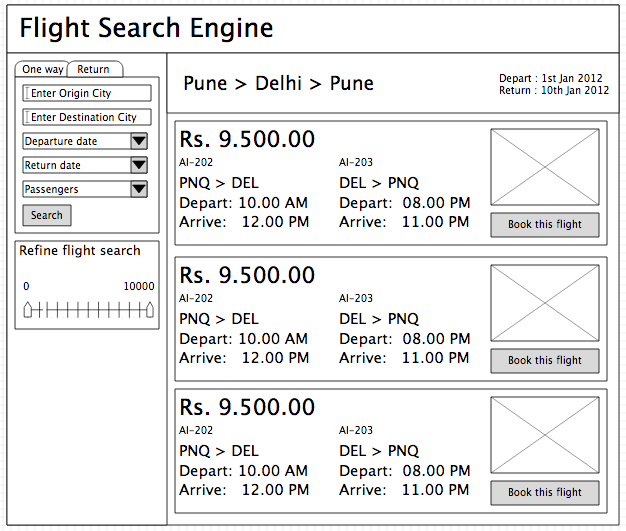 Flight Search Engine
One way Return
Enter Origin City
Enter Destination City
Departure date
Return date
Passengers
Search
Refine flight search
0 10000
Pune > Delhi > Pune
Depart : 1st Jan 2012
Return : 10th Jan 2012
Rs. 9.500.00
AI-202 AI-203
PNQ > DEL DEL > PNQ
Depart: 10.00 AM Depart: 08.00 PM
Arrive: 12.00 PM Arrive: 11.00 PM
Book this flight
Rs. 9.500.00
AI-202 AI-203
PNQ > DEL DEL > PNQ
Depart: 10.00 AM Depart: 08.00 PM
Arrive: 12.00 PM Arrive: 11.00 PM
Book this flight
Rs. 9.500.00
AI-202 AI-203
PNQ > DEL DEL > PNQ
Depart: 10.00 AM Depart: 08.00 PM
Arrive: 12.00 PM Arrive: 11.00 PM
Book this flight